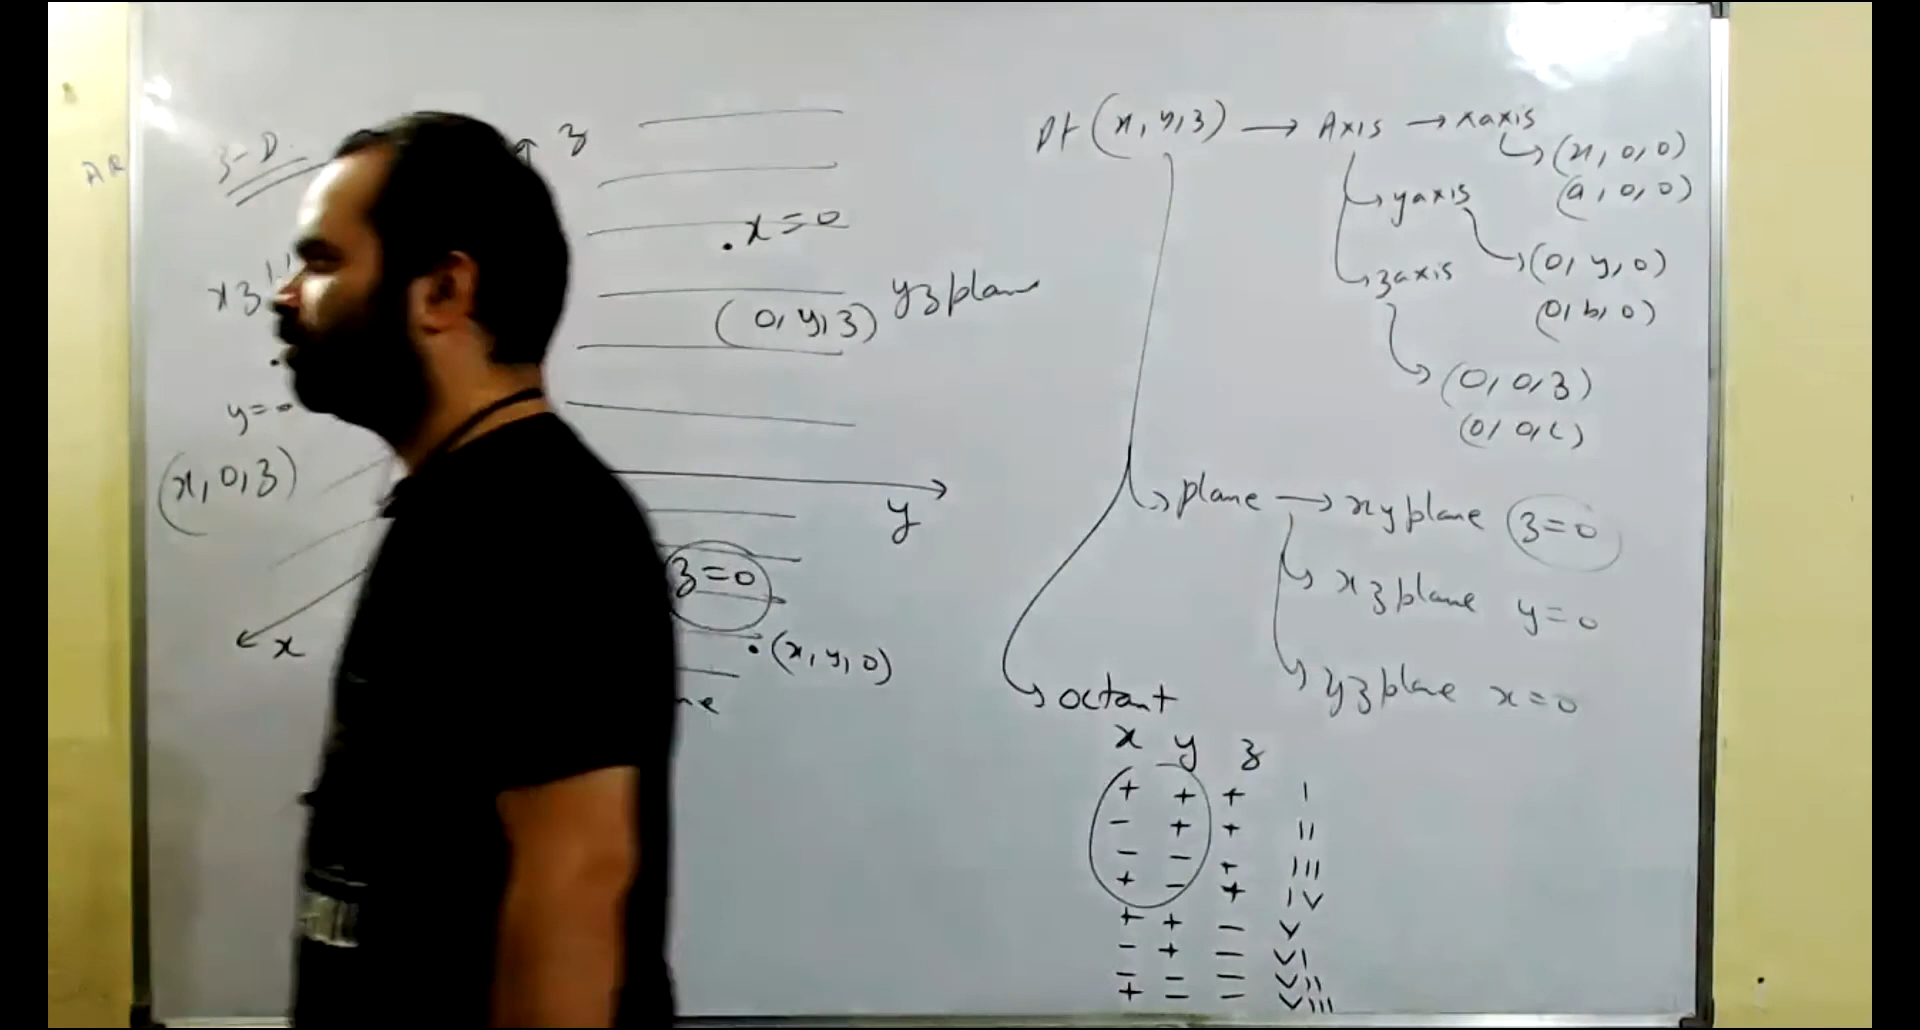 3-D
z
x=0
(0, y, z) yz plane
xz
y=0
(x, 0, z)
y
x
z=0
(x, y, 0)
Pt (x, y, z) → Axis → x axis
(x, 0, 0)
(a, 0, 0)
y axis
(0, y, 0)
(0, b, 0)
z axis
(0, 0, z)
(0, 0, c)
plane → xy plane z=0
xz plane y=0
yz plane x=0
octant
x y z
+ + + I
- + + II
- - + III
+ - + IV
+ + - V
- + - VI
- - - VII
+ - - VIII